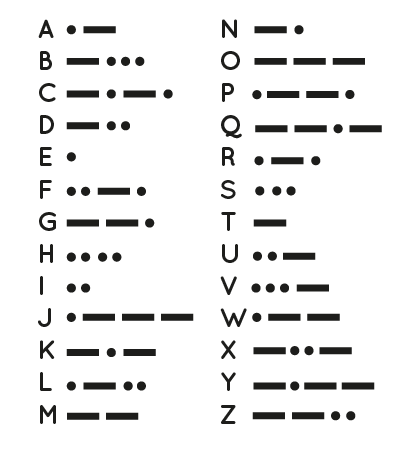 A •—
B —•••
C —•—•
D —••
E •
F ••—•
G ——•
H ••••
I ••
J •———
K —•—
L •—••
M ——
N —•
O ———
P •——•
Q ——•—
R •—•
S •••
T —
U ••—
V •••—
W •——
X —••—
Y —•——
Z ——••